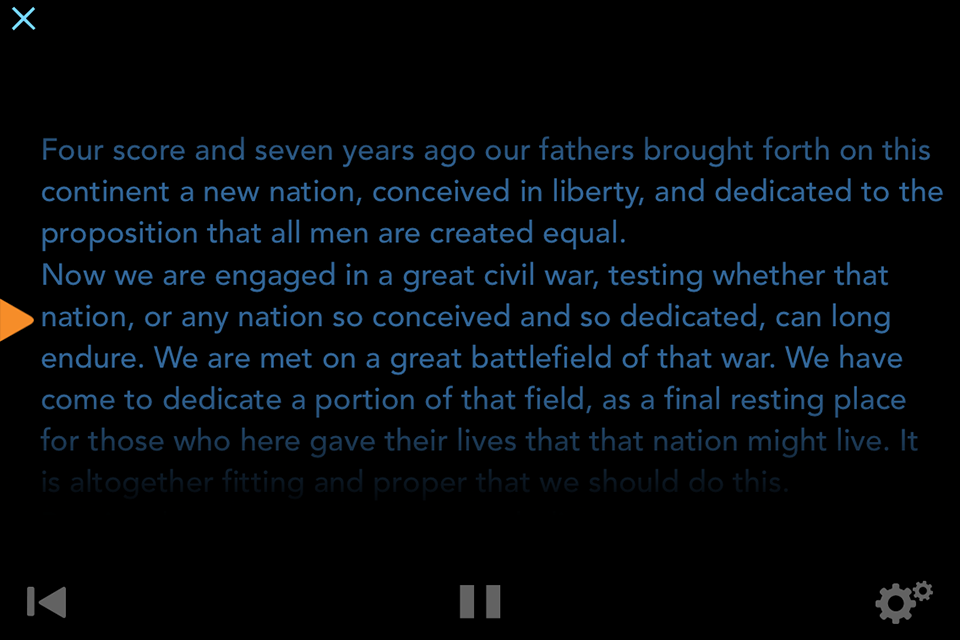 Four score and seven years ago our fathers brought forth on this
continent a new nation, conceived in liberty, and dedicated to the
proposition that all men are created equal.
Now we are engaged in a great civil war, testing whether that
nation, or any nation so conceived and so dedicated, can long
endure. We are met on a great battlefield of that war. We have
come to dedicate a portion of that field, as a final resting place
for those who here gave their lives that that nation might live. It
is altogether fitting and proper that we should do this.